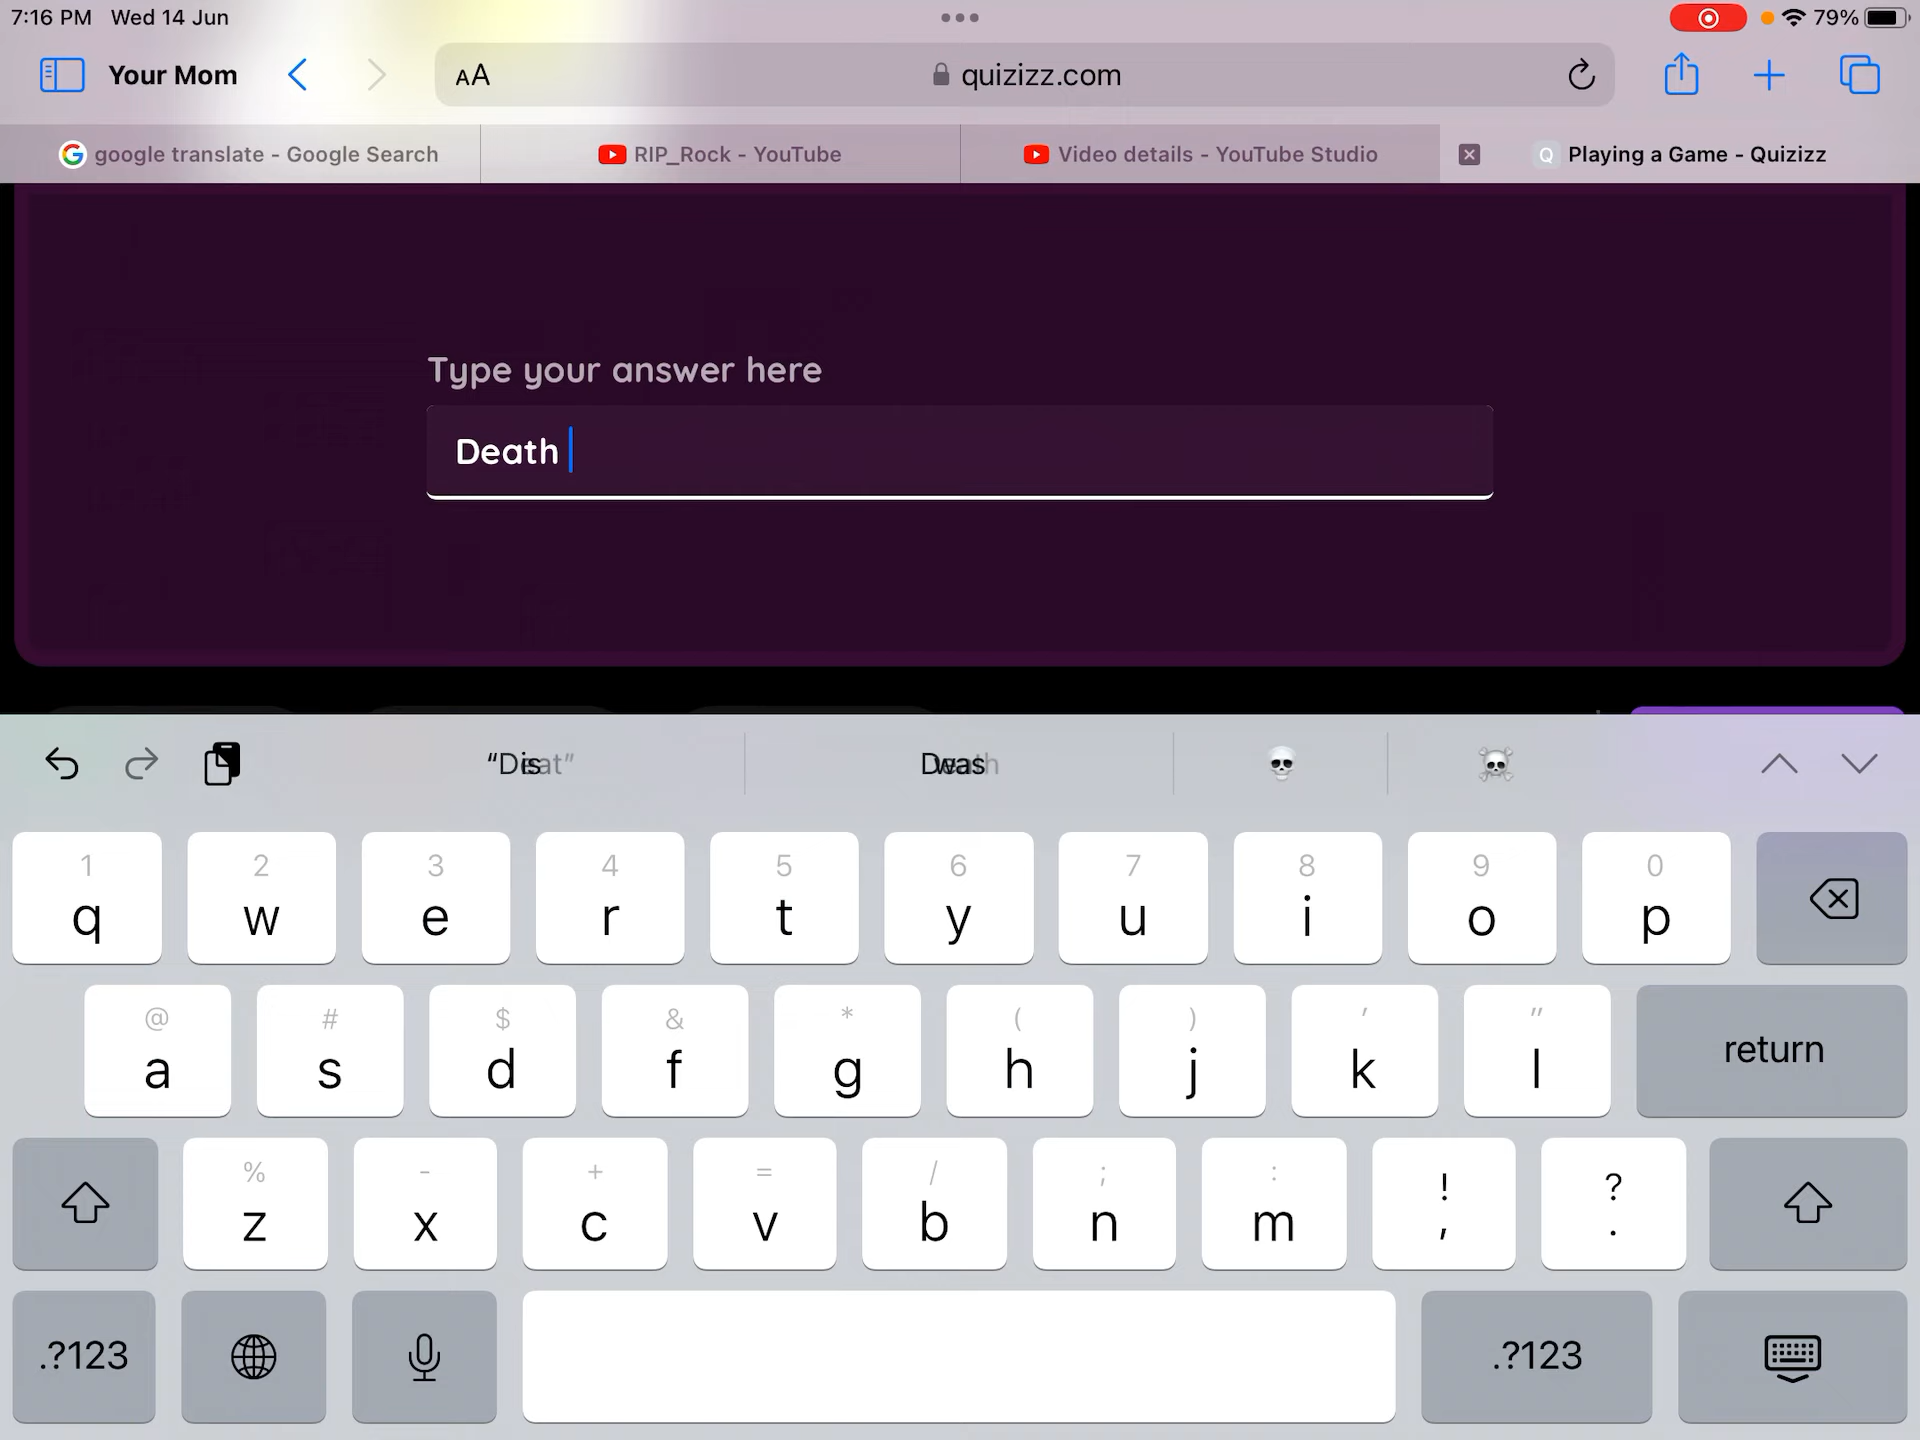 7:16 PM Wed 14 Jun
79%
Your Mom
AA
quizizz.com
google translate - Google Search
RIP_Rock - YouTube
Video details - YouTube Studio
Q Playing a Game - Quizizz
Type your answer here
Death
1 2 3 4 5 6 7 8 9 0
q w e r t y u i o p
@ # $ & * ( ) ' "
a s d f g h j k l return
% - + = / ; : ! ?
z x c v b n m , .
.?123 .?123